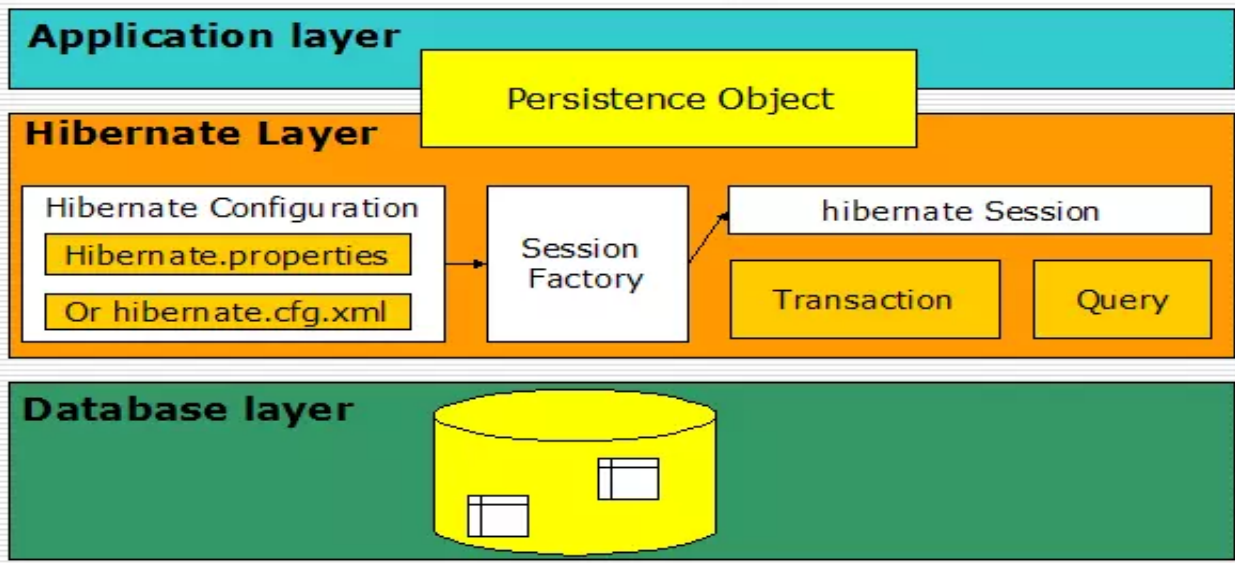 Application layer
Persistence Object
Hibernate Layer
Hibernate Configuration
Hibernate.properties
Or hibernate.cfg.xml
Session
Factory
hibernate Session
Transaction
Query
Database layer